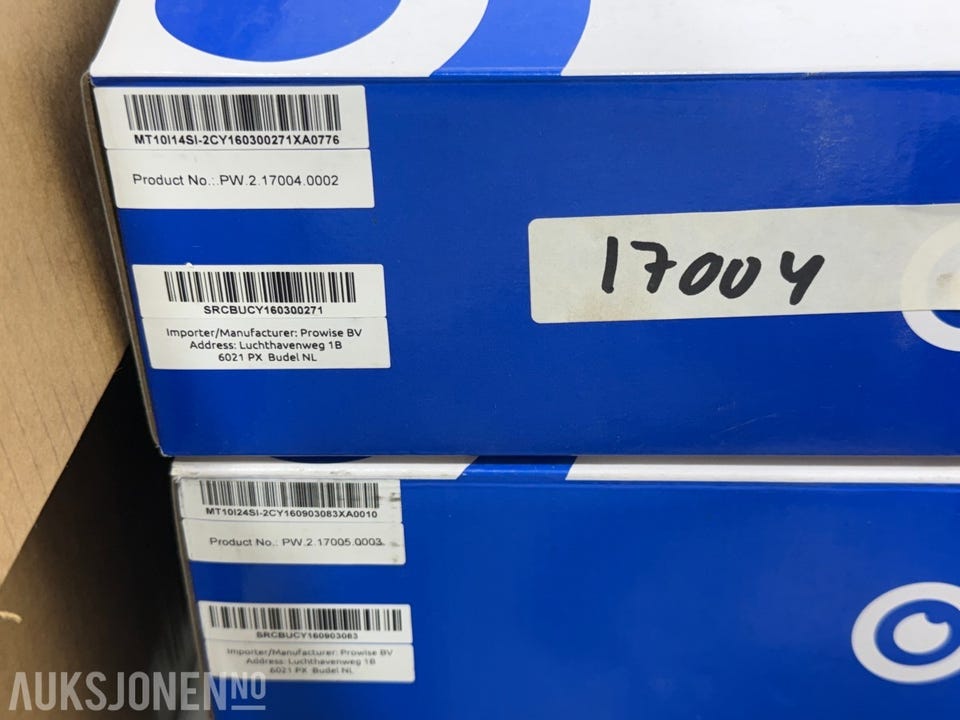 MT10I14SI-2CY160300271XA0776
Product No.:.PW.2.17004.0002
17004
SRCBUCY160300271
Importer/Manufacturer: Prowise BV
Address: Luchthavenweg 1B
6021 PX Budel NL
MT10I24SI-2CY160903083XA0010
Product No.: PW.2.17005.0003
SRCBUCY160903083
Importer/Manufacturer: Prowise BV
Address: Luchthavenweg 1B
6021 PX Budel NL
AUKSJONEN.NO